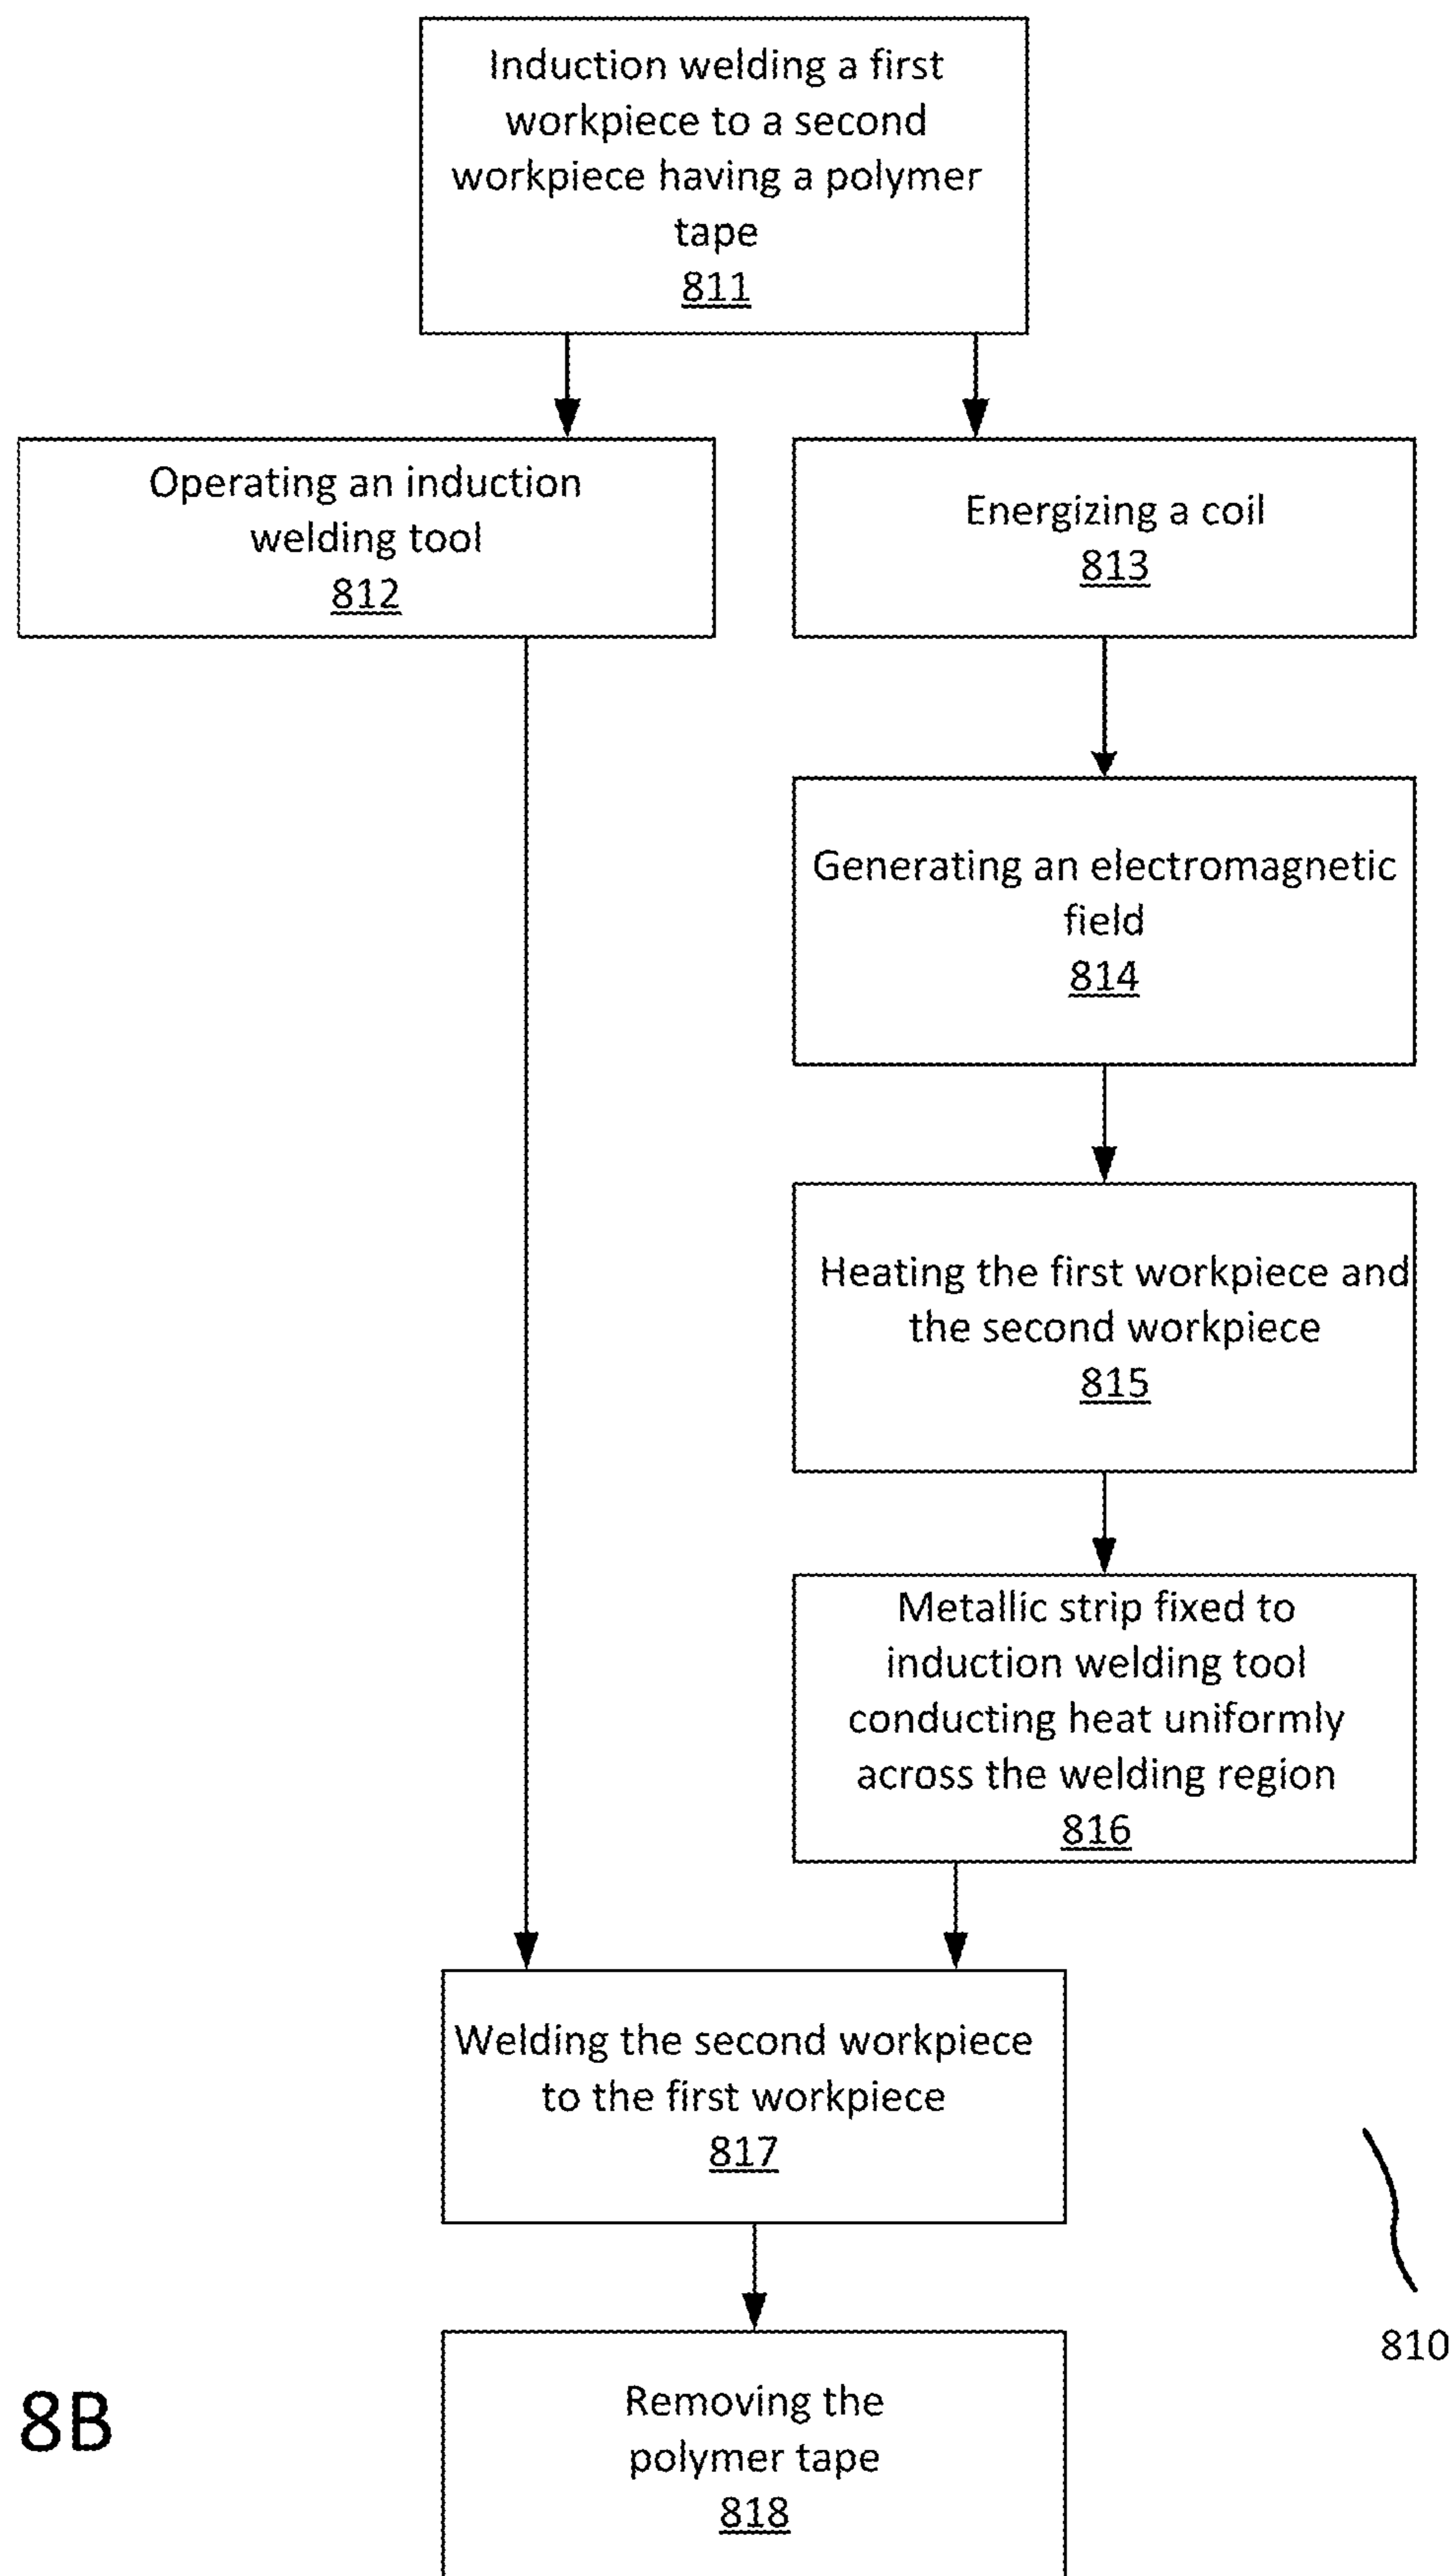 Induction welding a first
workpiece to a second
workpiece having a polymer
tape
811
Operating an induction
welding tool
812
Energizing a coil
813
Generating an electromagnetic
field
814
Heating the first workpiece and
the second workpiece
815
Metallic strip fixed to
induction welding tool
conducting heat uniformly
across the welding region
816
Welding the second workpiece
to the first workpiece
817
810
Removing the
polymer tape
818
8B